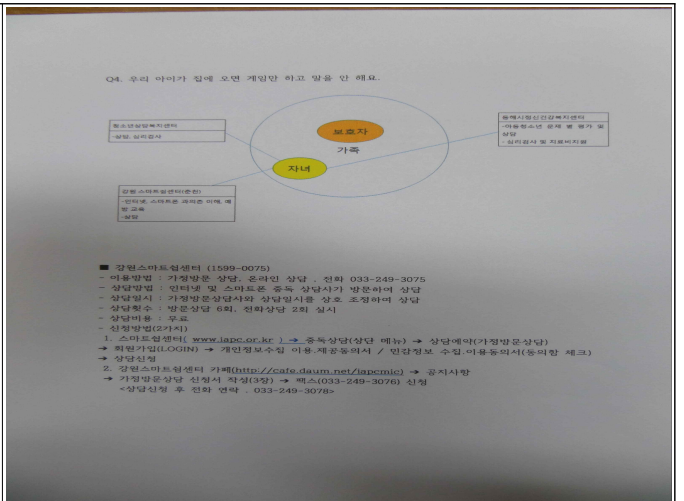 Q4. 우리 아이가 집에 오면 게임만 하고 말을 안 해요.
청소년상담복지센터
-상담, 심리검사
보호자
가족
자녀
동해시정신건강복지센터
-아동청소년 문제 별 평가 및
상담
- 심리검사 및 치료비지원
강원 스마트쉼센터(춘천)
-인터넷, 스마트폰 과의존 이해, 예
방 교육
-상담
■ 강원스마트쉼센터 (1599-0075)
- 이용방법 : 가정방문 상담, 온라인 상담 , 전화 033-249-3075
- 상담방법 : 인터넷 및 스마트폰 중독 상담사가 방문하여 상담
- 상담일시 : 가정방문상담사와 상담일시를 상호 조정하여 상담
- 상담횟수 : 방문상담 6회, 전화상담 2회 실시
- 상담비용 : 무료
- 신청방법(2가지)
1. 스마트쉼센터( www.iapc.or.kr ) → 중독상담(상단 메뉴) → 상담예약(가정방문상담)
→ 회원가입(LOGIN) → 개인정보수집 이용.제공동의서 / 민감정보 수집.이용동의서(동의함 체크)
→ 상담신청
2. 강원스마트쉼센터 카페(http://cafe.daum.net/iapcmic) → 공지사항
→ 가정방문상담 신청서 작성(3장) → 팩스(033-249-3076) 신청
<상담신청 후 전화 연락 . 033-249-3078>